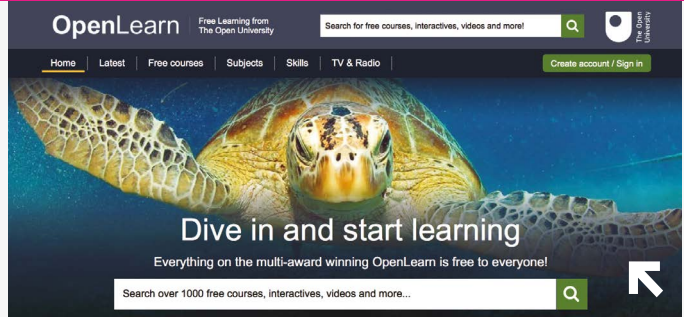 OpenLearn
Free Learning from
The Open University
Search for free courses, interactives, videos and more!
The Open
University
Home
Latest
Free courses
Subjects
Skills
TV & Radio
Create account / Sign in
Dive in and start learning
Everything on the multi-award winning OpenLearn is free to everyone!
Search over 1000 free courses, interactives, videos and more...